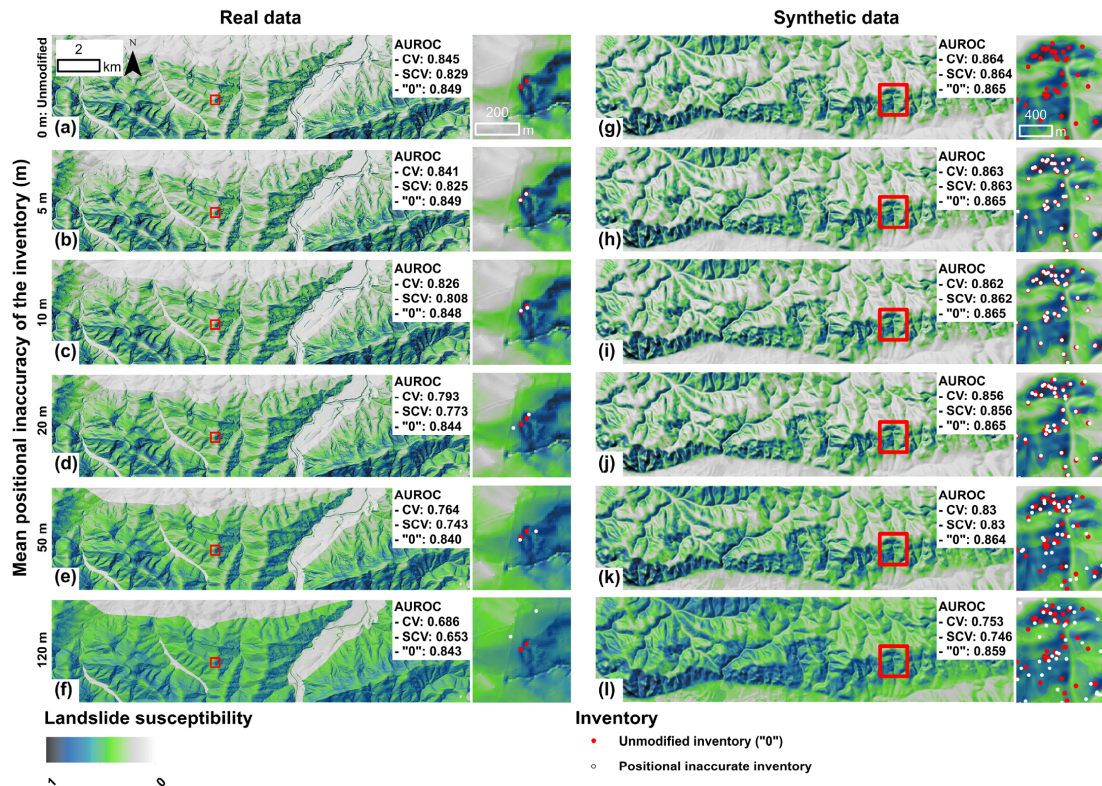 Real data
Synthetic data
Mean positional inaccuracy of the inventory (m)
0 m: Unmodified
2
km
N
(a)
AUROC
- CV: 0.845
- SCV: 0.829
- "0": 0.849
200
m
(g)
AUROC
- CV: 0.864
- SCV: 0.864
- "0": 0.865
400
m
5 m
(b)
AUROC
- CV: 0.841
- SCV: 0.825
- "0": 0.849
(h)
AUROC
- CV: 0.863
- SCV: 0.863
- "0": 0.865
10 m
(c)
AUROC
- CV: 0.826
- SCV: 0.808
- "0": 0.848
(i)
AUROC
- CV: 0.862
- SCV: 0.862
- "0": 0.865
20 m
(d)
AUROC
- CV: 0.793
- SCV: 0.773
- "0": 0.844
(j)
AUROC
- CV: 0.856
- SCV: 0.856
- "0": 0.865
50 m
(e)
AUROC
- CV: 0.764
- SCV: 0.743
- "0": 0.840
(k)
AUROC
- CV: 0.83
- SCV: 0.83
- "0": 0.864
120 m
(f)
AUROC
- CV: 0.686
- SCV: 0.653
- "0": 0.843
(l)
AUROC
- CV: 0.753
- SCV: 0.746
- "0": 0.859
Landslide susceptibility
1
0
Inventory
Unmodified inventory ("0")
Positional inaccurate inventory